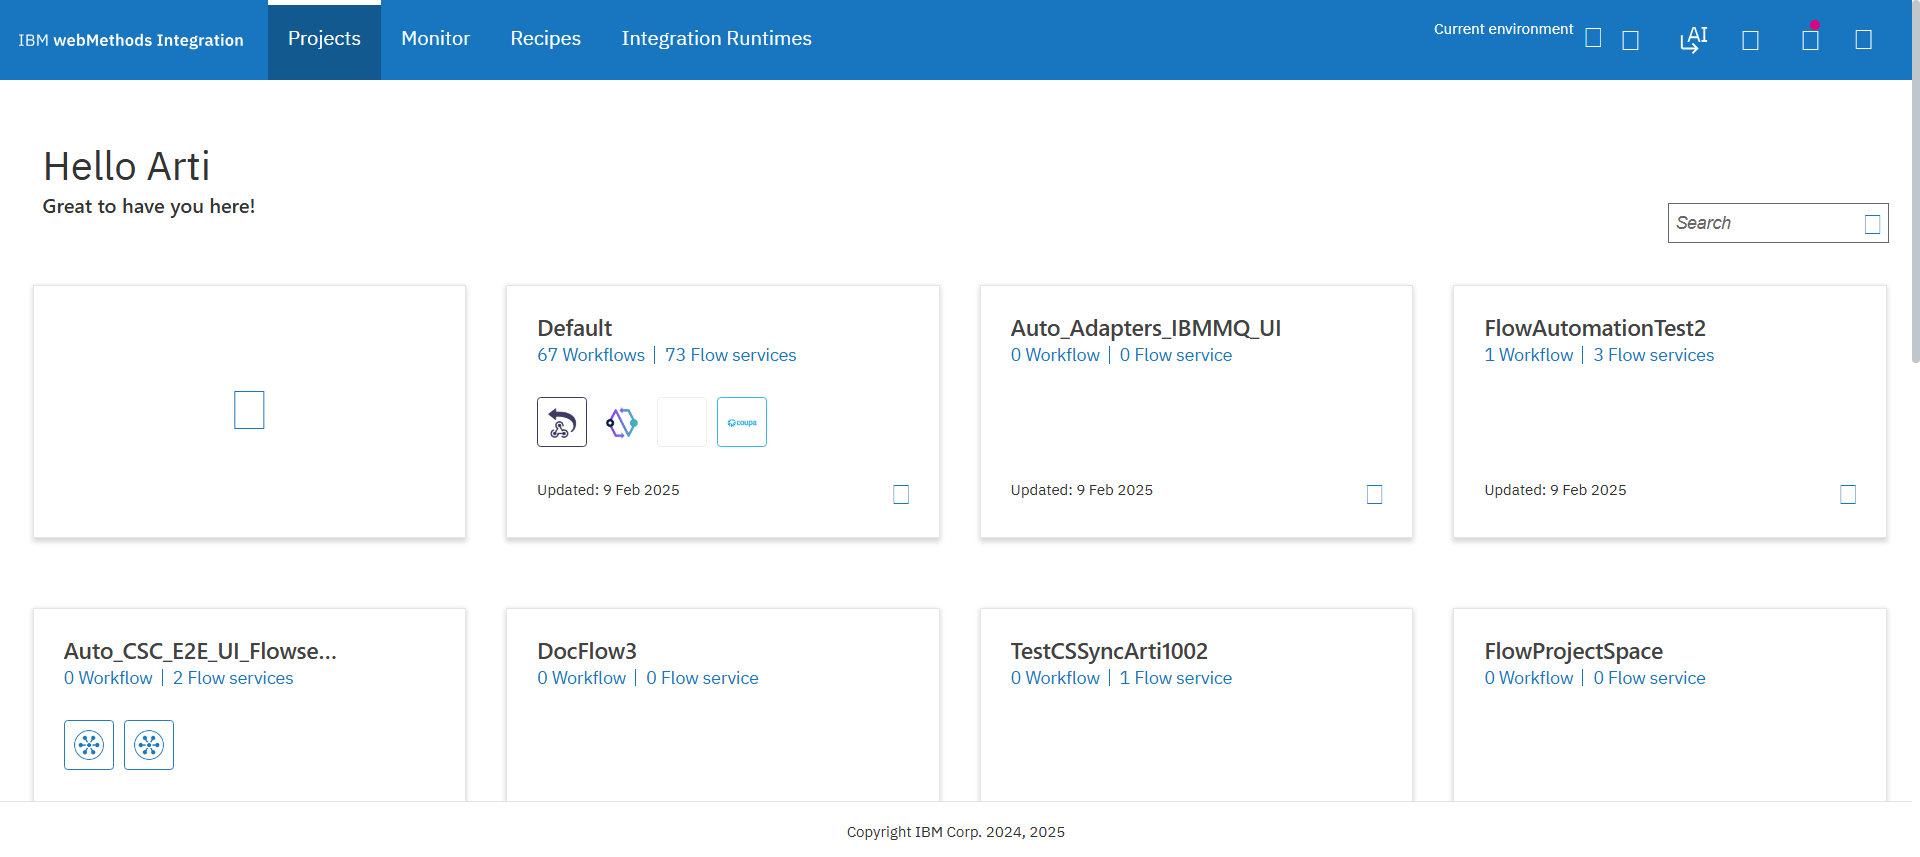 IBM webMethods Integration
Projects
Monitor
Recipes
Integration Runtimes
Current environment
AI
Hello Arti
Great to have you here!
Search
Default
67 Workflows | 73 Flow services
coupa
Updated: 9 Feb 2025
Auto_Adapters_IBMMQ_UI
0 Workflow | 0 Flow service
Updated: 9 Feb 2025
FlowAutomationTest2
1 Workflow | 3 Flow services
Updated: 9 Feb 2025
Auto_CSC_E2E_UI_Flowse...
0 Workflow | 2 Flow services
DocFlow3
0 Workflow | 0 Flow service
TestCSSyncArti1002
0 Workflow | 1 Flow service
FlowProjectSpace
0 Workflow | 0 Flow service
Copyright IBM Corp. 2024, 2025